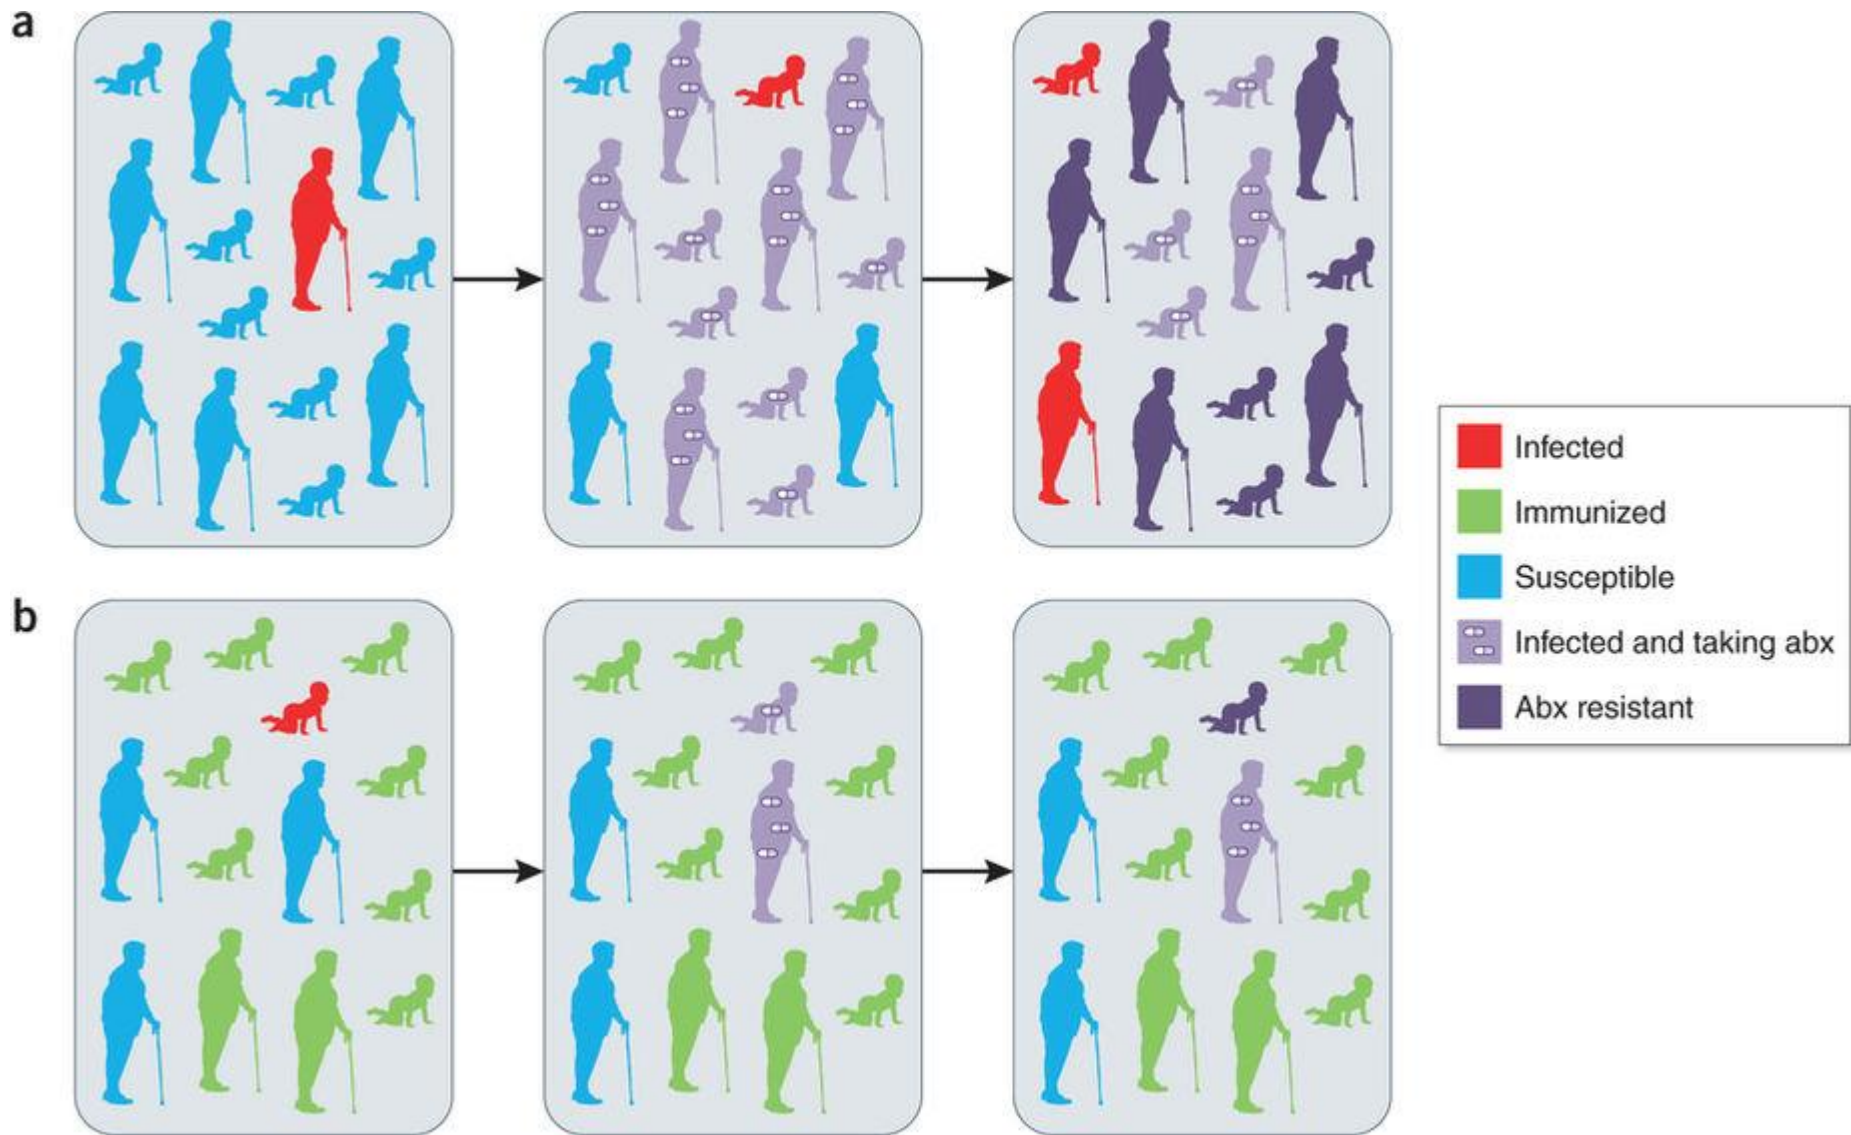 a
b
Infected
Immunized
Susceptible
Infected and taking abx
Abx resistant